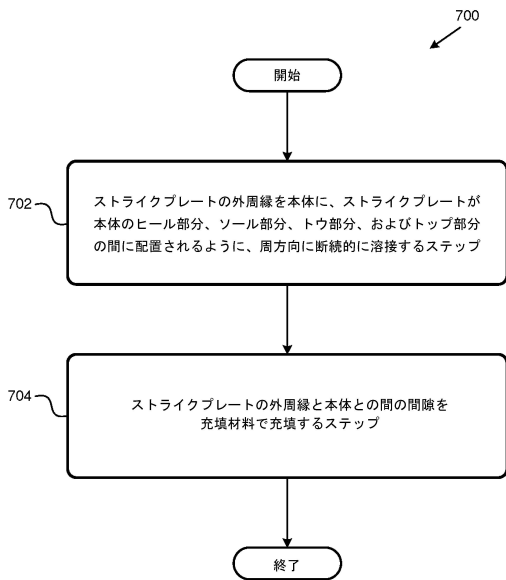 700
開始
702
ストライクプレートの外周縁を本体に、ストライクプレートが
本体のヒール部分、ソール部分、トウ部分、およびトップ部分
の間に配置されるように、周方向に断続的に溶接するステップ
704
ストライクプレートの外周縁と本体との間の間隙を
充填材料で充填するステップ
終了